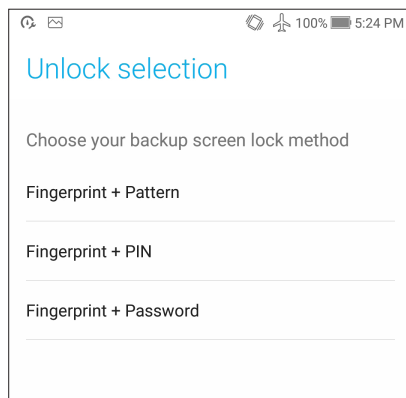 100% 5:24 PM
Unlock selection
Choose your backup screen lock method
Fingerprint + Pattern
Fingerprint + PIN
Fingerprint + Password